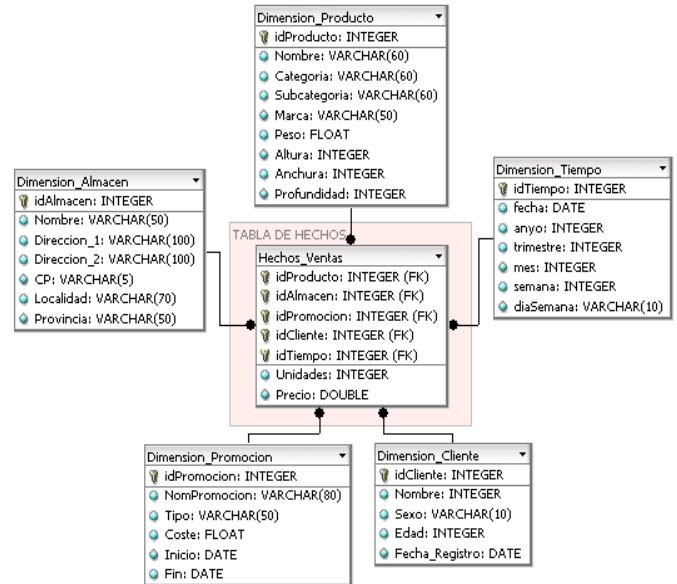 Dimension_Producto
idProducto: INTEGER
Nombre: VARCHAR(60)
Categoria: VARCHAR(60)
Subcategoria: VARCHAR(60)
Marca: VARCHAR(50)
Peso: FLOAT
Altura: INTEGER
Anchura: INTEGER
Profundidad: INTEGER
Dimension_Almacen
idAlmacen: INTEGER
Nombre: VARCHAR(50)
Direccion_1: VARCHAR(100)
Direccion_2: VARCHAR(100)
CP: VARCHAR(5)
Localidad: VARCHAR(70)
Provincia: VARCHAR(50)
Dimension_Tiempo
idTiempo: INTEGER
fecha: DATE
anyo: INTEGER
trimestre: INTEGER
mes: INTEGER
semana: INTEGER
diaSemana: VARCHAR(10)
TABLA DE HECHOS
Hechos_Ventas
idProducto: INTEGER (FK)
idAlmacen: INTEGER (FK)
idPromocion: INTEGER (FK)
idCliente: INTEGER (FK)
idTiempo: INTEGER (FK)
Unidades: INTEGER
Precio: DOUBLE
Dimension_Promocion
idPromocion: INTEGER
NomPromocion: VARCHAR(80)
Tipo: VARCHAR(50)
Coste: FLOAT
Inicio: DATE
Fin: DATE
Dimension_Cliente
idCliente: INTEGER
Nombre: INTEGER
Sexo: VARCHAR(10)
Edad: INTEGER
Fecha_Registro: DATE